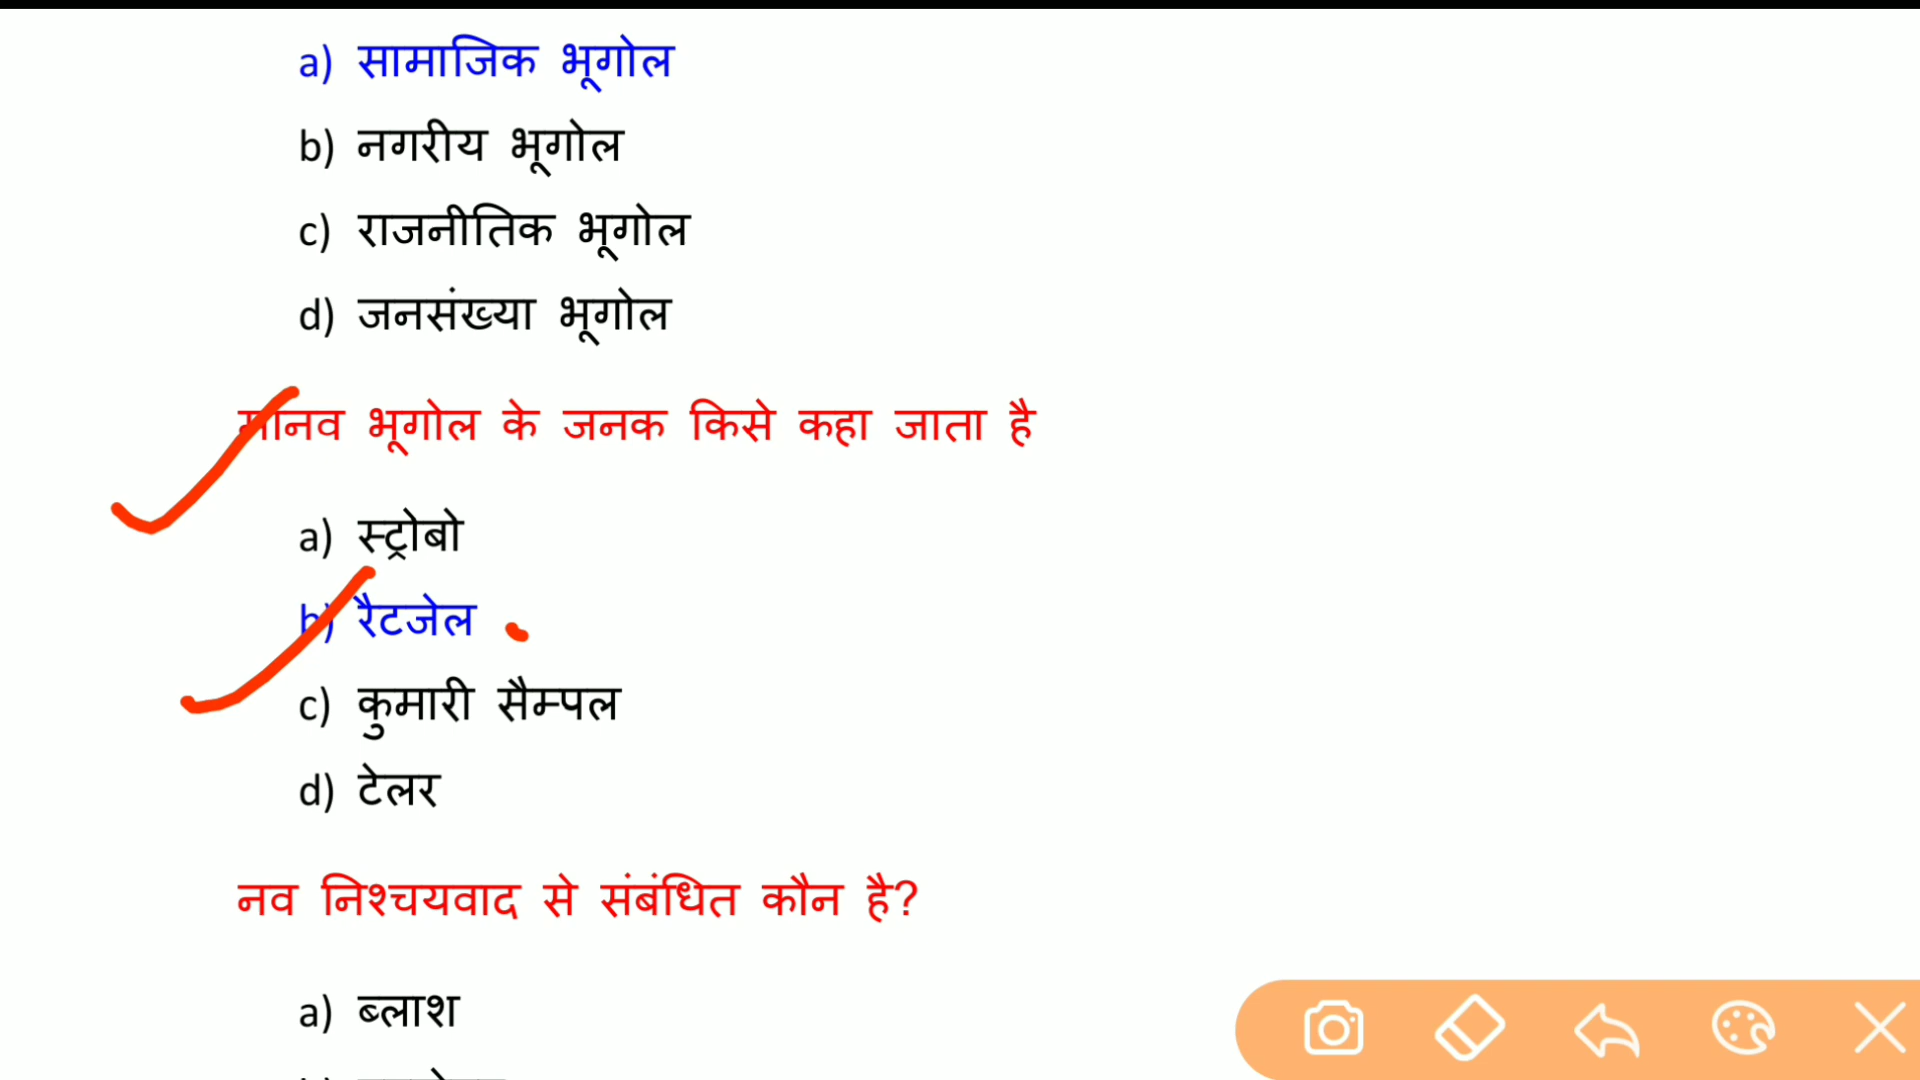 a) सामाजिक भूगोल
b) नगरीय भूगोल
c) राजनीतिक भूगोल
d) जनसंख्या भूगोल
मानव भूगोल के जनक किसे कहा जाता है
a) स्ट्रोबो
b) रैटजेल
c) कुमारी सैम्पल
d) टेलर
नव निश्चयवाद से संबंधित कौन है?
a) ब्लाश